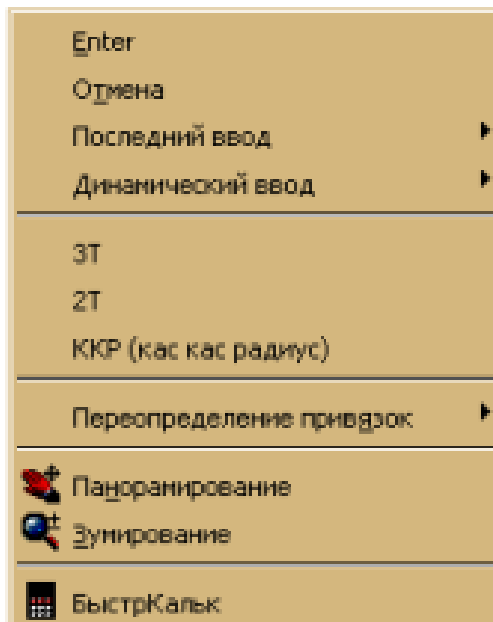 Enter
Отмена
Последний ввод
Динамический ввод
3Т
2Т
ККР (кас кас радиус)
Переопределение привязок
Панорамирование
Зумирование
БыстрКальк